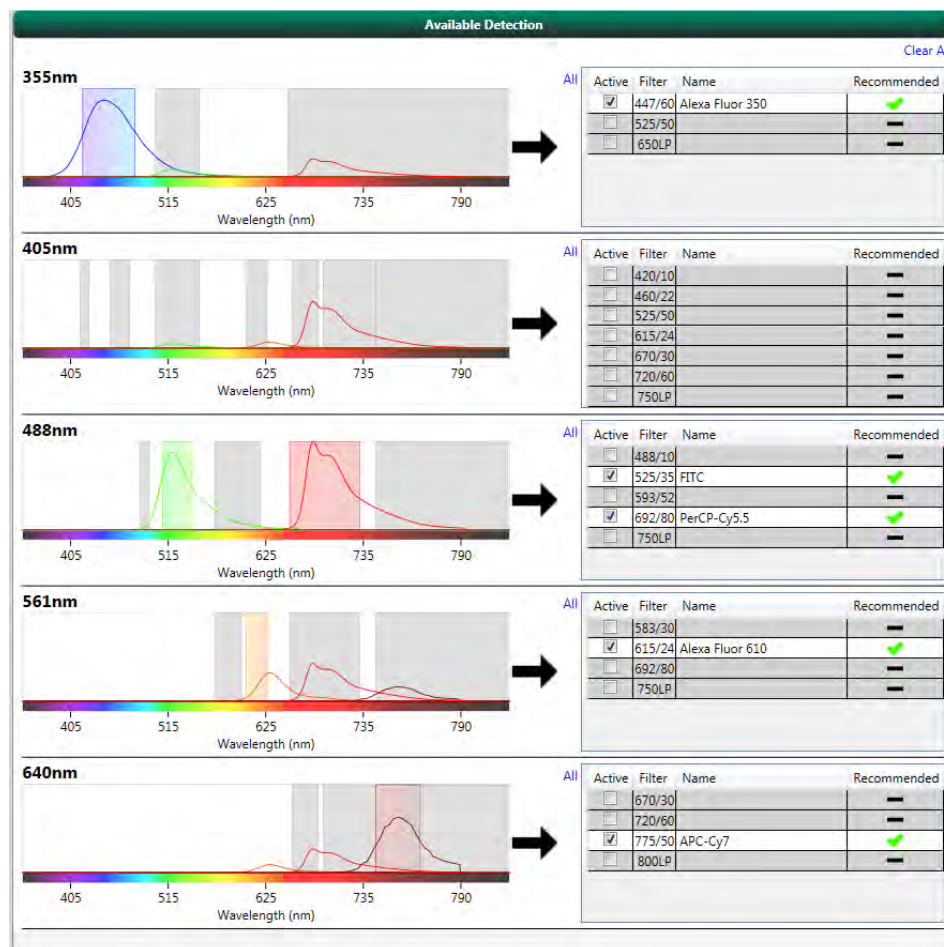 Available Detection
Clear A
355nm
All
Active Filter Name Recommended
447/60 Alexa Fluor 350
525/50
650LP
405 515 625 735 790
Wavelength (nm)
405nm
All
Active Filter Name Recommended
420/10
460/22
525/50
615/24
670/30
720/60
750LP
405 515 625 735 790
Wavelength (nm)
488nm
All
Active Filter Name Recommended
488/10
525/35 FITC
593/52
692/80 PerCP-Cy5.5
750LP
405 515 625 735 790
Wavelength (nm)
561nm
All
Active Filter Name Recommended
583/30
615/24 Alexa Fluor 610
692/80
750LP
405 515 625 735 790
Wavelength (nm)
640nm
All
Active Filter Name Recommended
670/30
720/60
775/50 APC-Cy7
800LP
405 515 625 735 790
Wavelength (nm)